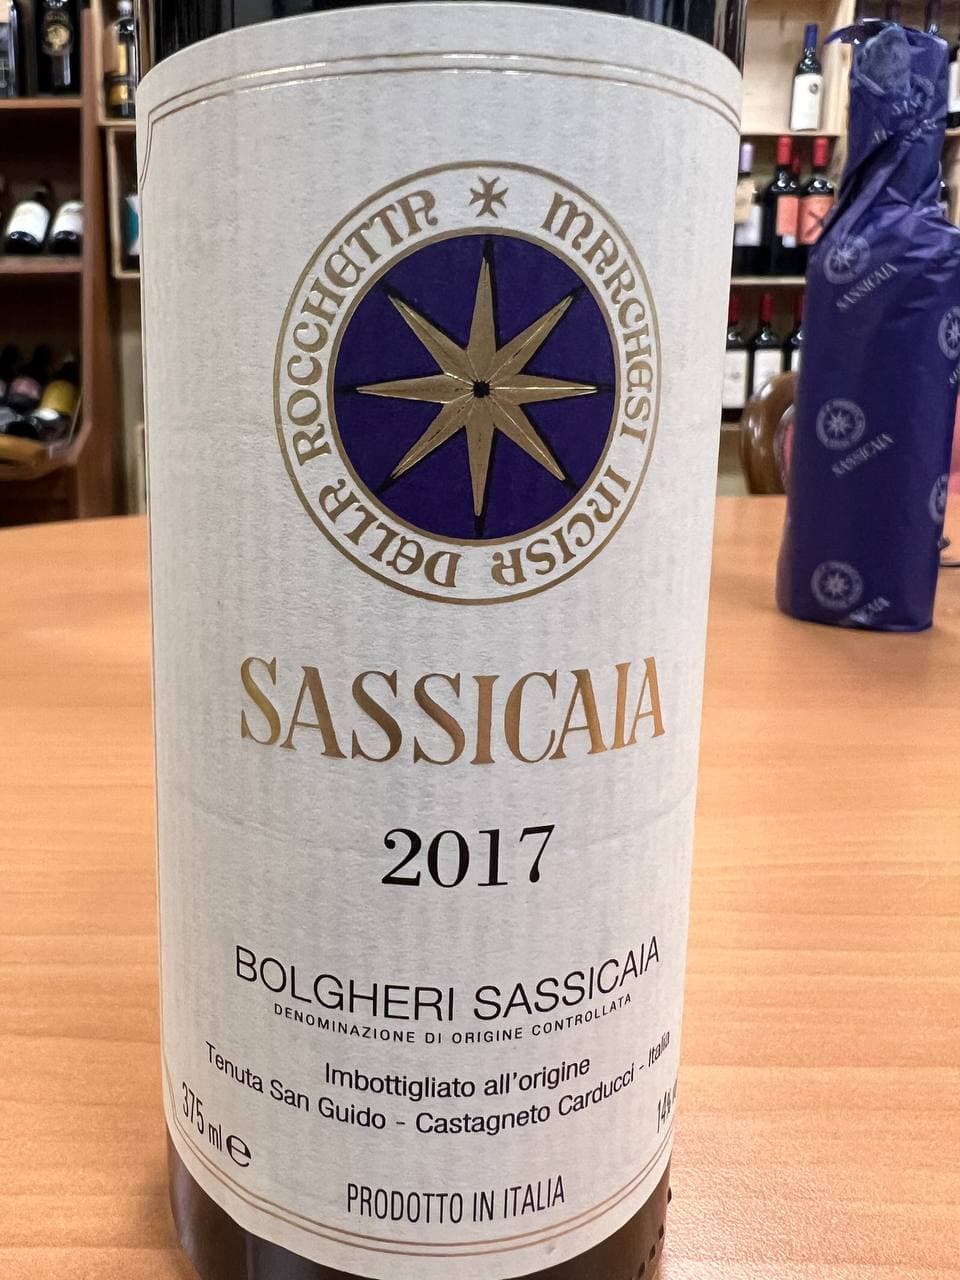 MARCHESI INCISA DELLA ROCCHETTA
SASSICAIA
2017
BOLGHERI SASSICAIA
DENOMINAZIONE DI ORIGINE CONTROLLATA
Imbottigliato all'origine
Tenuta San Guido - Castagneto Carducci - Italia
375 ml e
14%
PRODOTTO IN ITALIA
SASSICAIA
SASSICAIA